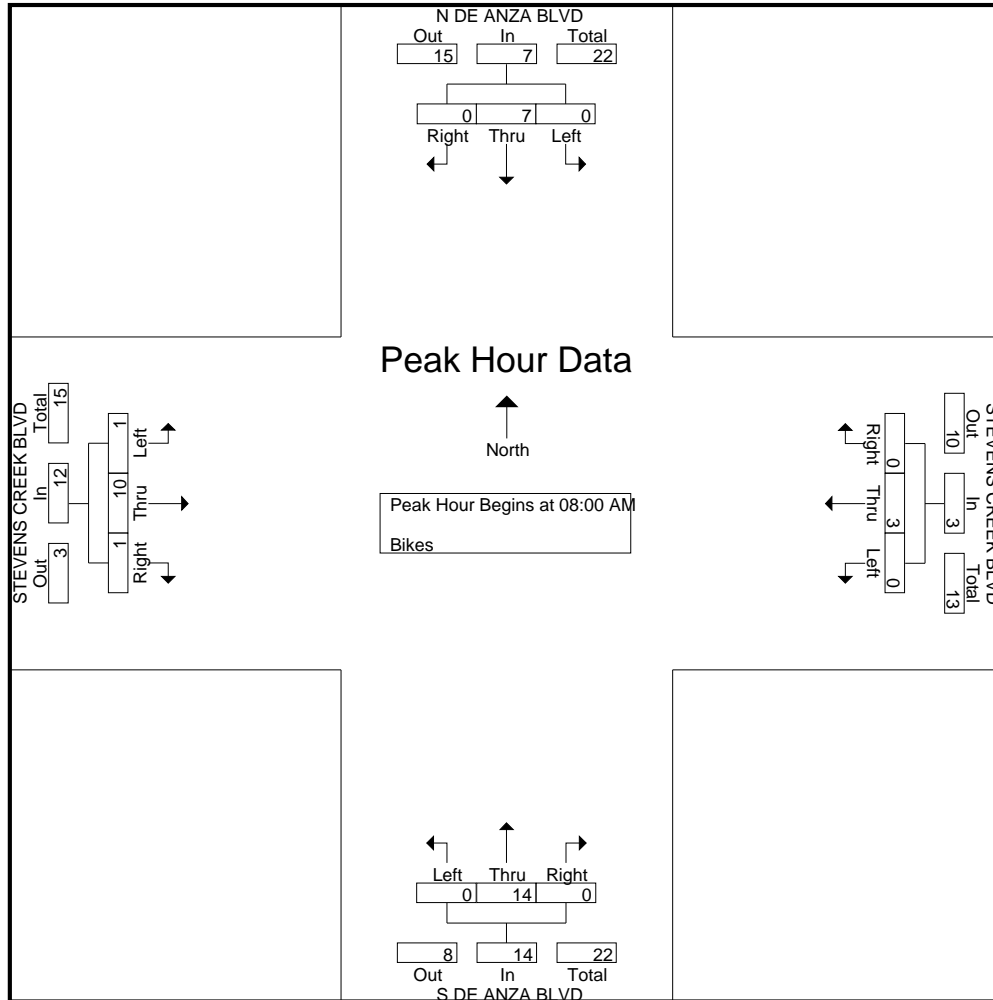 N DE ANZA BLVD
Out In Total
15 7 22
0 7 0
Right Thru Left
Peak Hour Data
North
Peak Hour Begins at 08:00 AM
Bikes
STEVENS CREEK BLVD
Out In Total
3 12 15
1 10 1
Right Thru Left
STEVENS CREEK BLVD
Out In Total
10 3 13
0 3 0
Right Thru Left
Left Thru Right
0 14 0
8 14 22
Out In Total
S DE ANZA BLVD